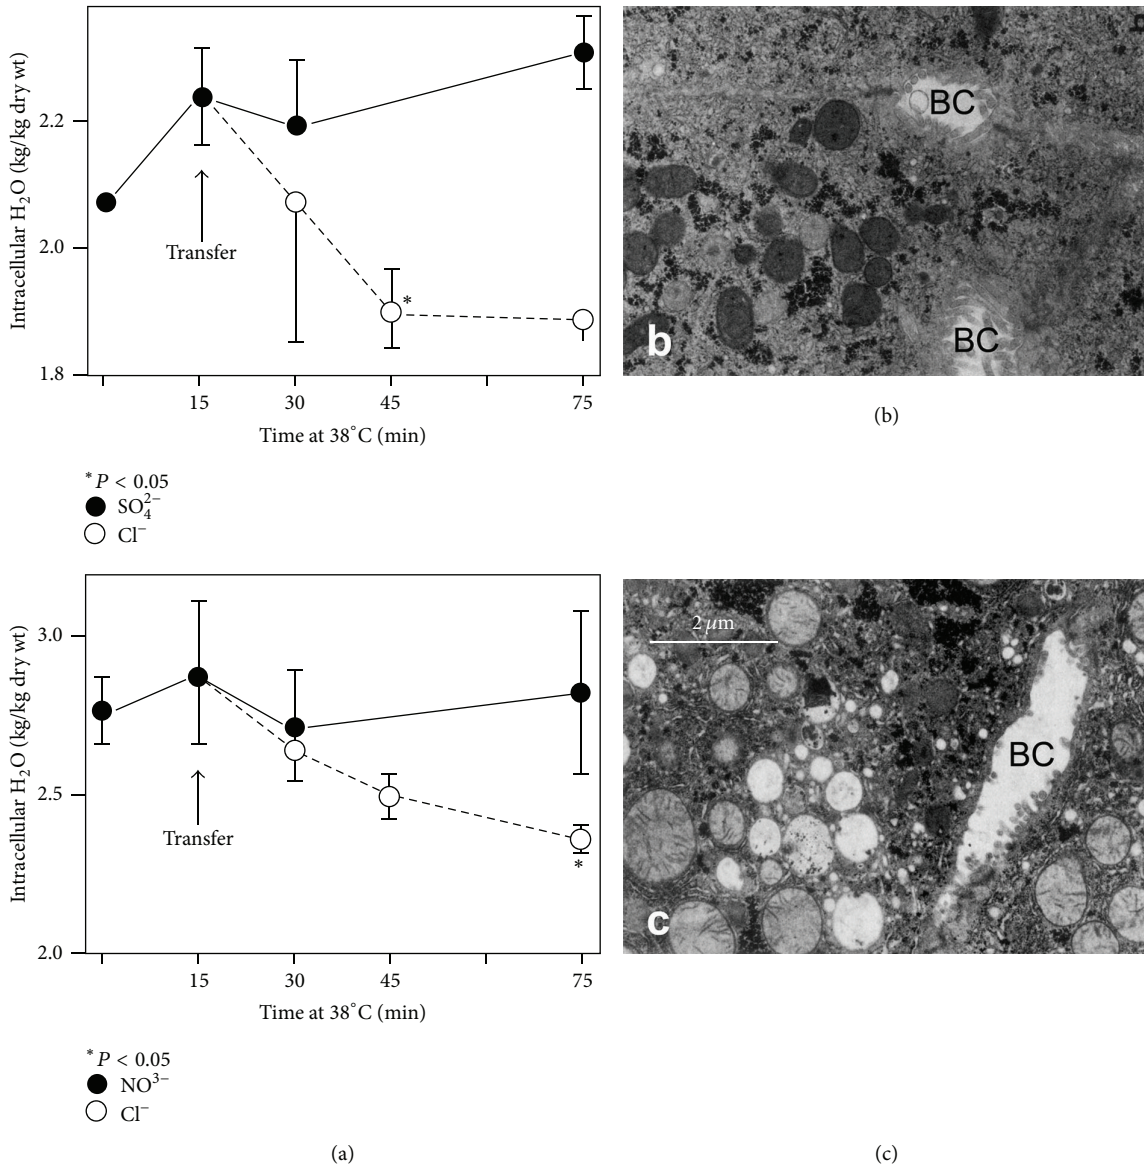 Intracellular H₂O (kg/kg dry wt)
2.2
2.0
1.8
Transfer
*
15
30
45
75
Time at 38°C (min)
* P < 0.05
SO₄²⁻
Cl⁻
BC
BC
b
(b)
Intracellular H₂O (kg/kg dry wt)
3.0
2.5
2.0
Transfer
*
15
30
45
75
Time at 38°C (min)
* P < 0.05
NO³⁻
Cl⁻
(a)
2 μm
BC
c
(c)